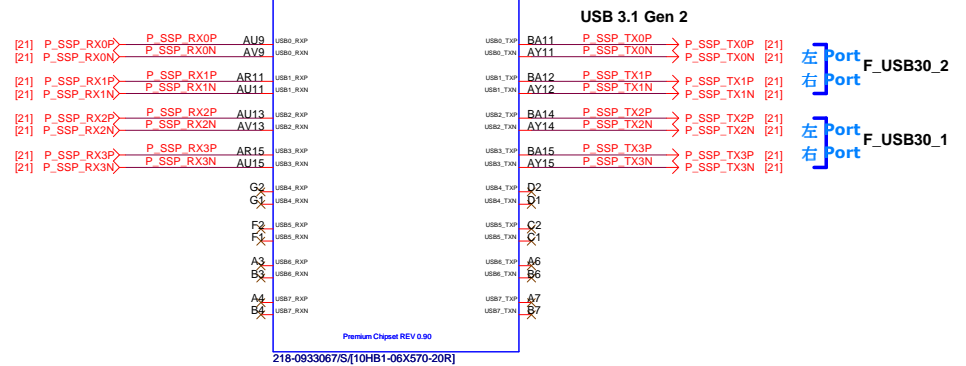 USB 3.1 Gen 2
[21] P_SSP_RX0P P_SSP_RX0P AU9 USB0_RXP USB0_TXP BA11 P_SSP_TX0P P_SSP_TX0P [21]
[21] P_SSP_RX0N P_SSP_RX0N AV9 USB0_RXN USB0_TXN AY11 P_SSP_TX0N P_SSP_TX0N [21]
左 Port
F_USB30_2
[21] P_SSP_RX1P P_SSP_RX1P AR11 USB1_RXP USB1_TXP BA12 P_SSP_TX1P P_SSP_TX1P [21]
[21] P_SSP_RX1N P_SSP_RX1N AU11 USB1_RXN USB1_TXN AY12 P_SSP_TX1N P_SSP_TX1N [21]
右 Port
[21] P_SSP_RX2P P_SSP_RX2P AU13 USB2_RXP USB2_TXP BA14 P_SSP_TX2P P_SSP_TX2P [21]
[21] P_SSP_RX2N P_SSP_RX2N AV13 USB2_RXN USB2_TXN AY14 P_SSP_TX2N P_SSP_TX2N [21]
左 Port
F_USB30_1
[21] P_SSP_RX3P P_SSP_RX3P AR15 USB3_RXP USB3_TXP BA15 P_SSP_TX3P P_SSP_TX3P [21]
[21] P_SSP_RX3N P_SSP_RX3N AU15 USB3_RXN USB3_TXN AY15 P_SSP_TX3N P_SSP_TX3N [21]
右 Port
G2 USB4_RXP USB4_TXP D2
G1 USB4_RXN USB4_TXN D1
F2 USB5_RXP USB5_TXP C2
F1 USB5_RXN USB5_TXN C1
A3 USB6_RXP USB6_TXP A6
B3 USB6_RXN USB6_TXN B6
A4 USB7_RXP USB7_TXP A7
B4 USB7_RXN USB7_TXN B7
Premium Chipset REV 0.90
218-0933067/S/[10HB1-06X570-20R]